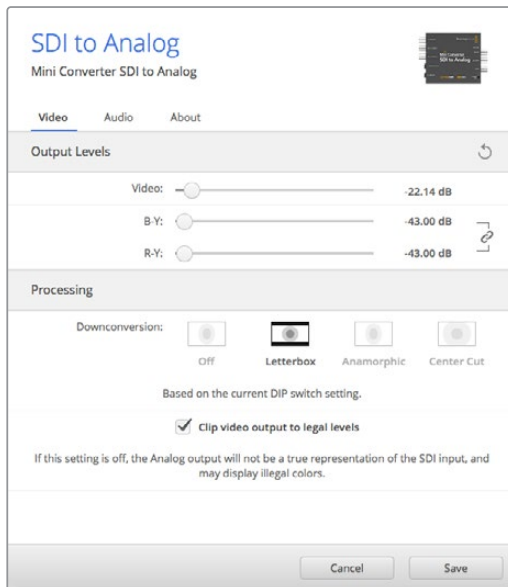 SDI to Analog
Mini Converter SDI to Analog
Video Audio About
Output Levels
Video: -22.14 dB
B-Y: -43.00 dB
R-Y: -43.00 dB
Processing
Downconversion:
Off Letterbox Anamorphic Center Cut
Based on the current DIP switch setting.
Clip video output to legal levels
If this setting is off, the Analog output will not be a true representation of the SDI input, and
may display illegal colors.
Cancel Save